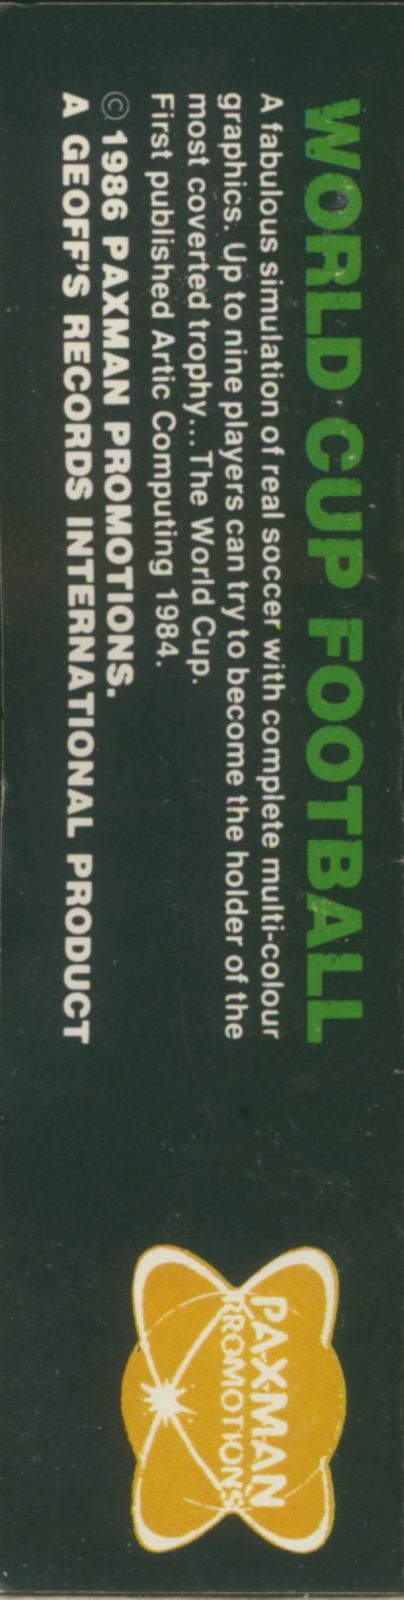 WORLD CUP FOOTBALL
A fabulous simulation of real soccer with complete multi-colour
graphics. Up to nine players can try to become the holder of the
most coverted trophy... The World Cup.
First published Artic Computing 1984.
© 1986 PAXMAN PROMOTIONS.
A GEOFF'S RECORDS INTERNATIONAL PRODUCT
PAXMAN
PROMOTIONS